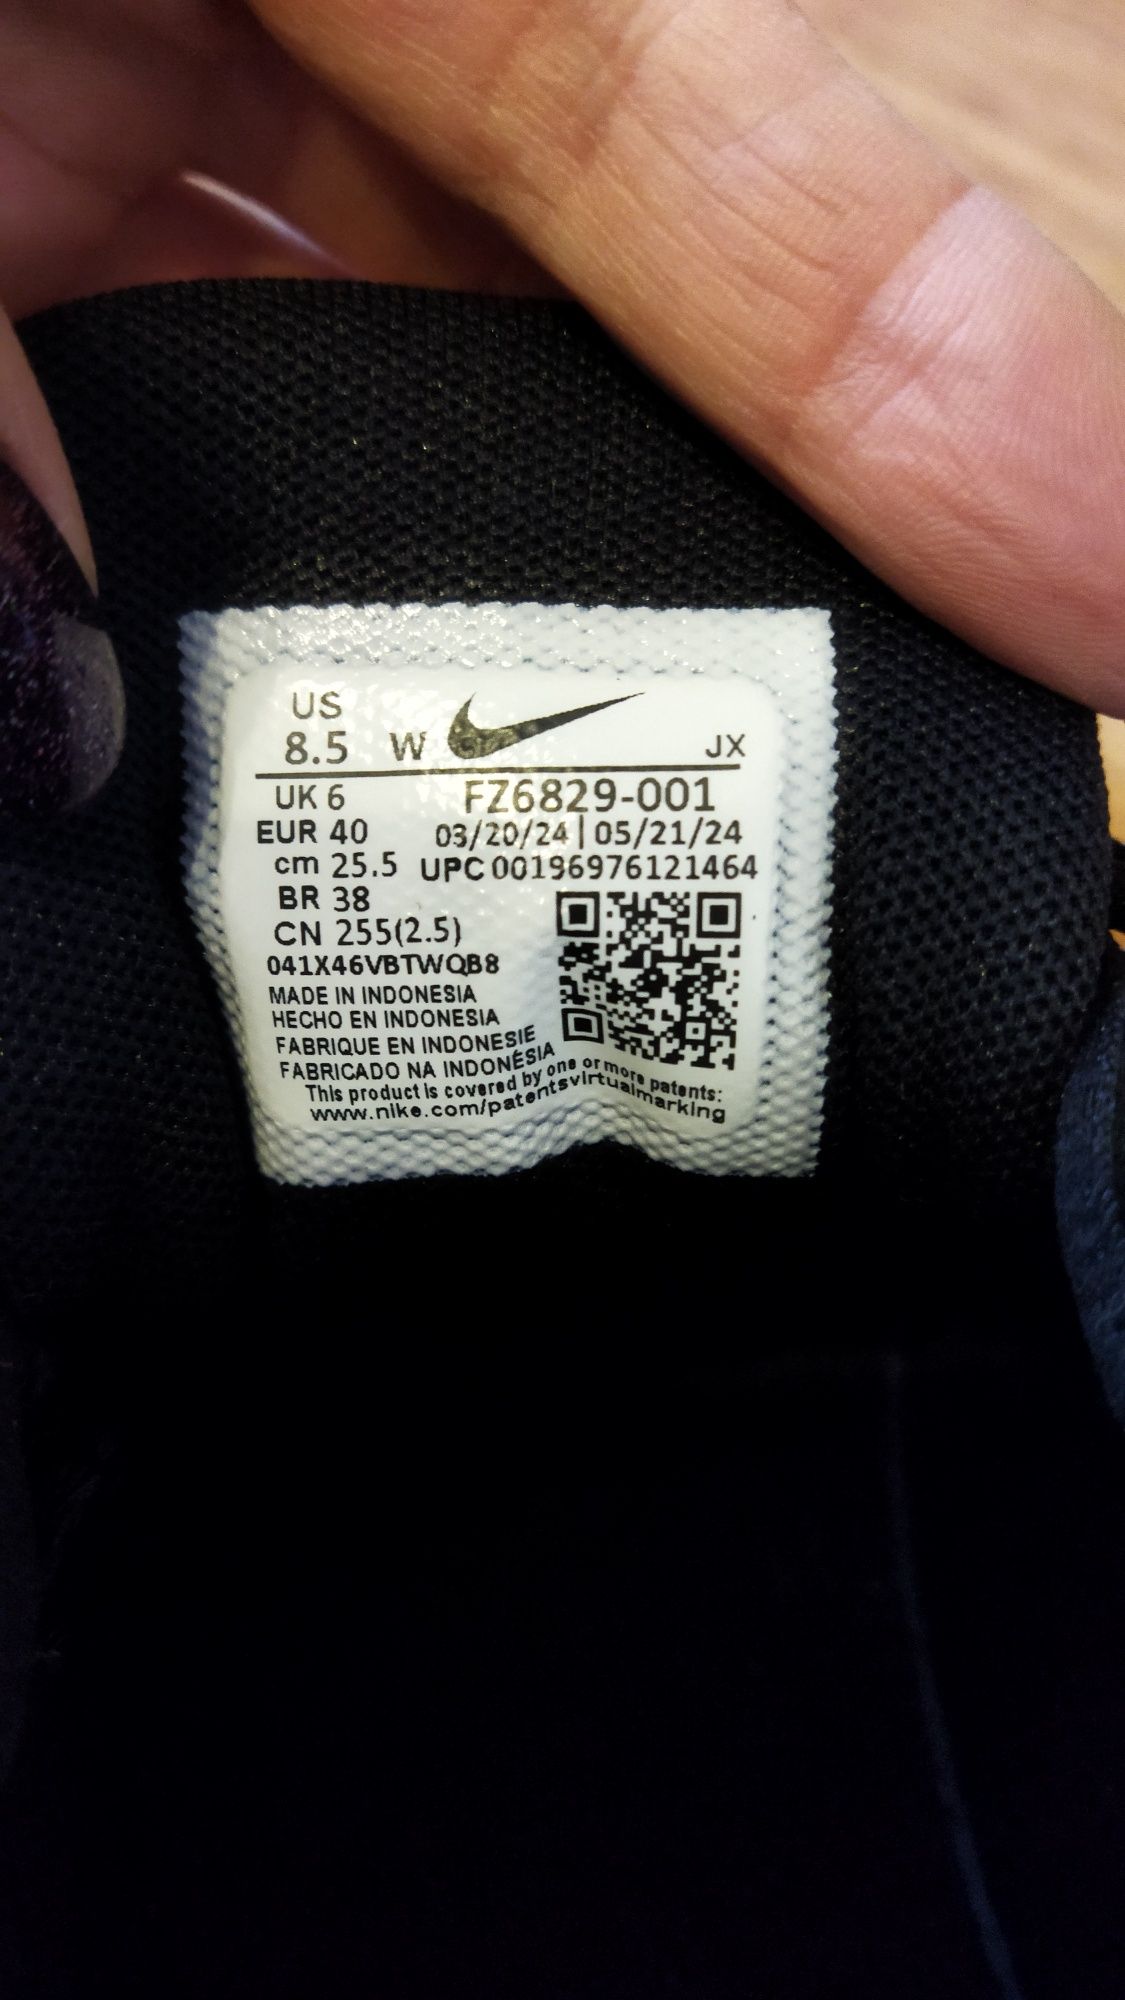 US
8.5 W JX
UK 6 FZ6829-001
EUR 40 03/20/24 | 05/21/24
cm 25.5 UPC 00196976121464
BR 38
CN 255(2.5)
041X46VBTWQB8
MADE IN INDONESIA
HECHO EN INDONESIA
FABRIQUE EN INDONESIE
FABRICADO NA INDONÉSIA
This product is covered by one or more patents:
www.nike.com/patentsvirtualmarking